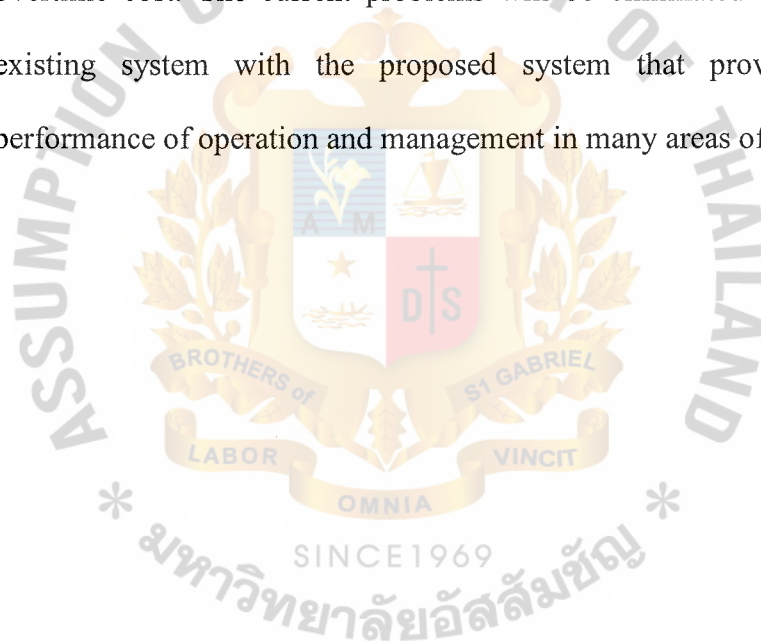 existing system with the proposed system that prov
performance of operation and management in many areas of
ASSUMPTION
OF THAILAND
A M
D S
BROTHERS of
S1 GABRIEL
LABOR
VINCIT
OMNIA
SINCE1969
มหาวิทยาลัยอัสสัมชัญ